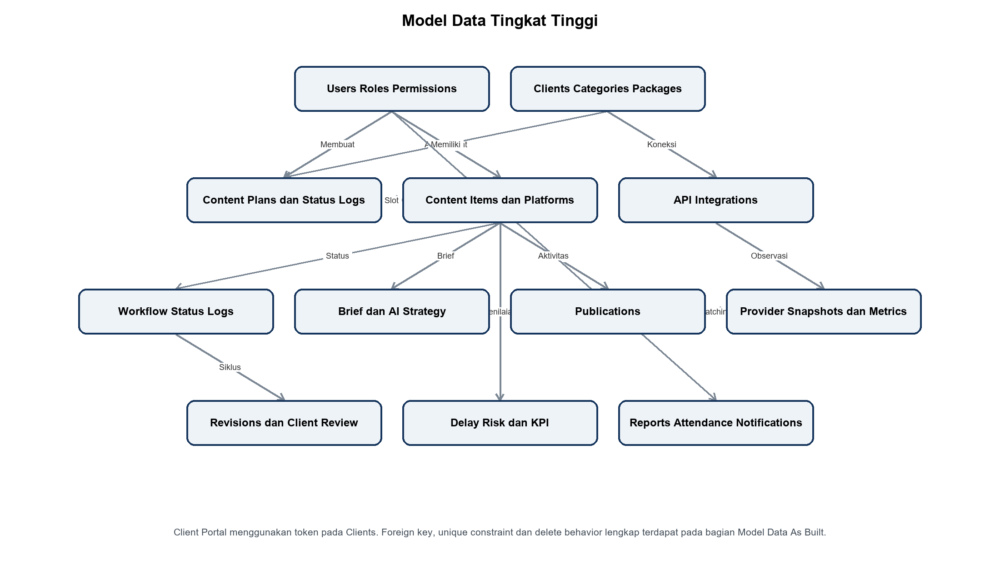 Model Data Tingkat Tinggi
Users Roles Permissions
Clients Categories Packages
Membuat
Memiliki
Koneksi
Content Plans dan Status Logs
Slot
Content Items dan Platforms
API Integrations
Status
Brief
Aktivitas
Observasi
Workflow Status Logs
Brief dan AI Strategy
Publications
Provider Snapshots dan Metrics
Siklus
Revisions dan Client Review
Delay Risk dan KPI
Reports Attendance Notifications
Client Portal menggunakan token pada Clients. Foreign key, unique constraint dan delete behavior lengkap terdapat pada bagian Model Data As Built.